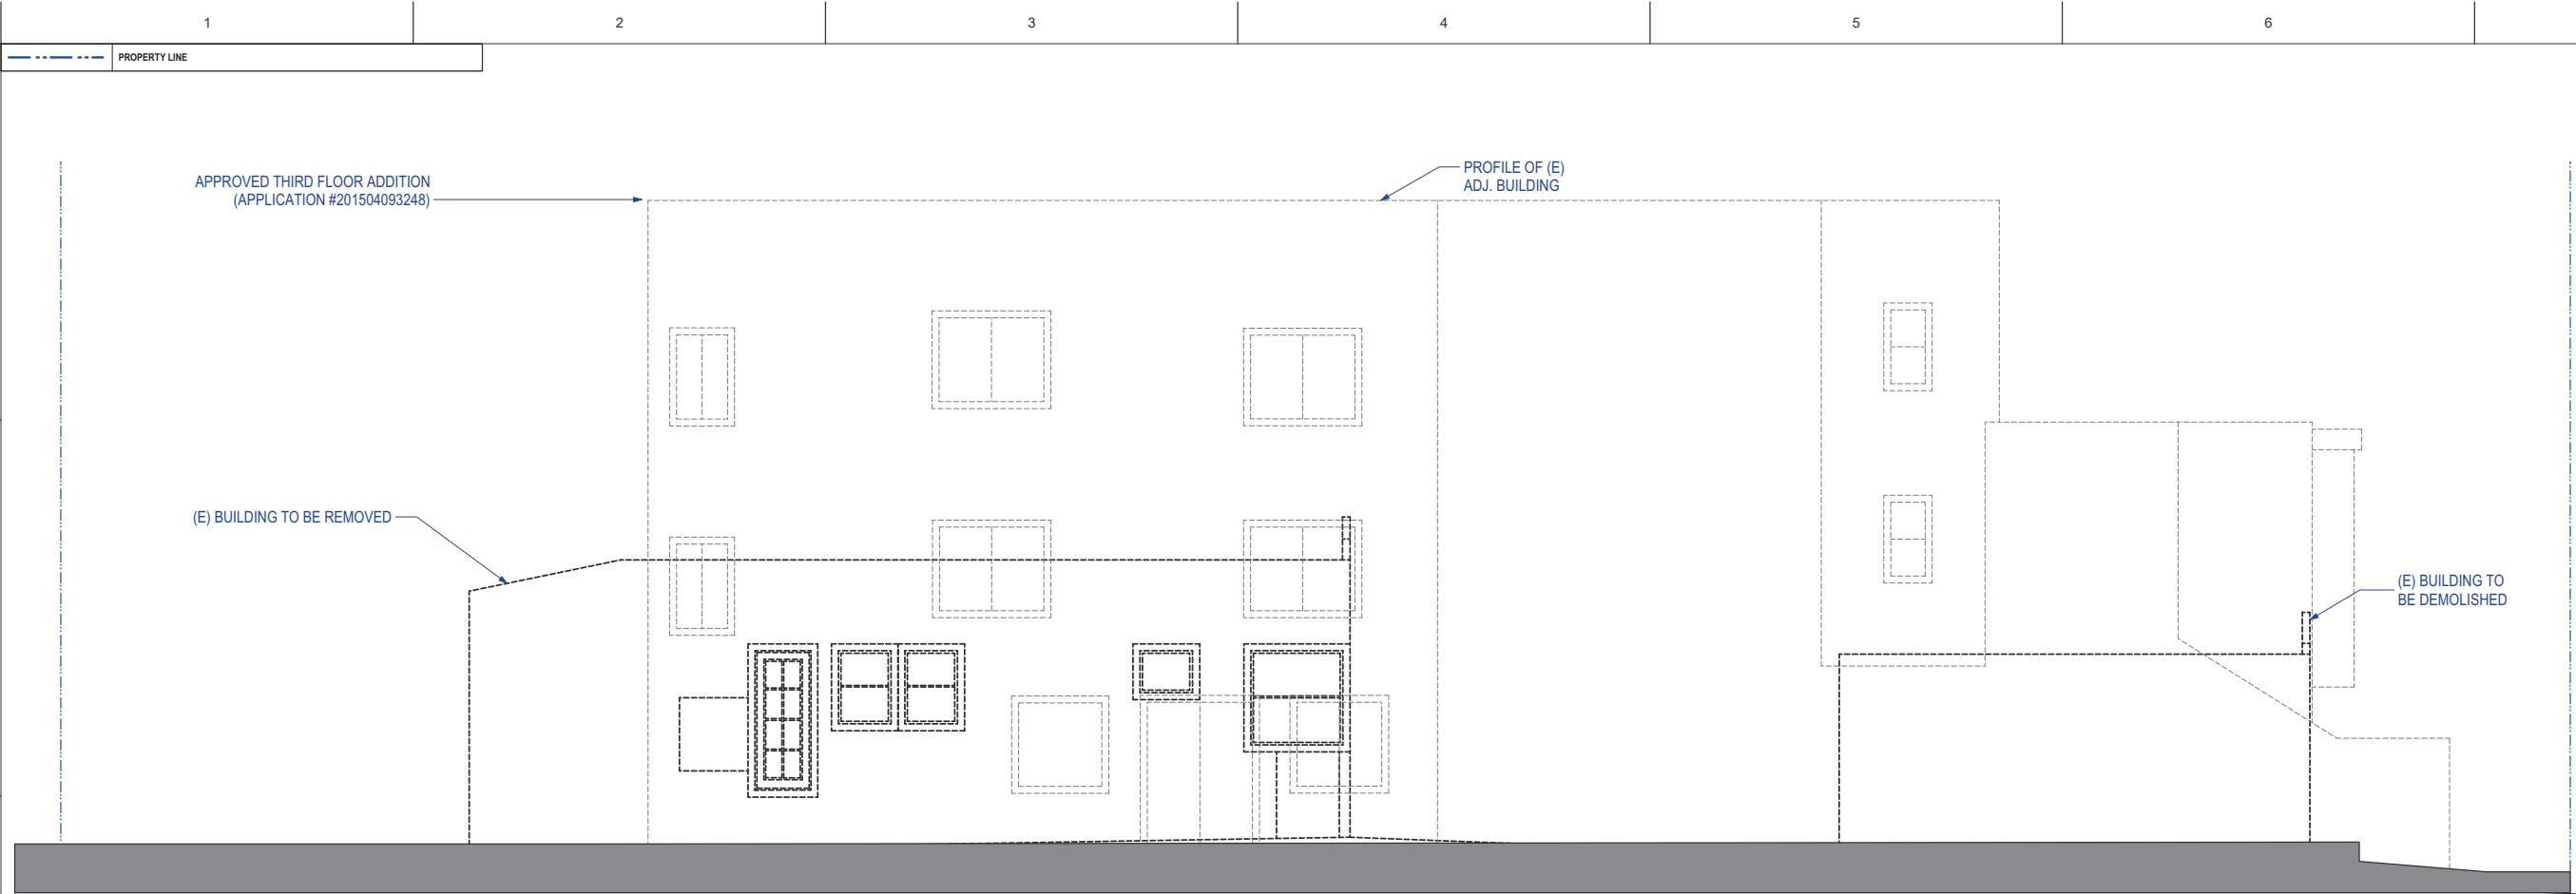 1 2 3 4 5 6
PROPERTY LINE
APPROVED THIRD FLOOR ADDITION
(APPLICATION #201504093248)
PROFILE OF (E)
ADJ. BUILDING
(E) BUILDING TO BE REMOVED
(E) BUILDING TO
BE DEMOLISHED